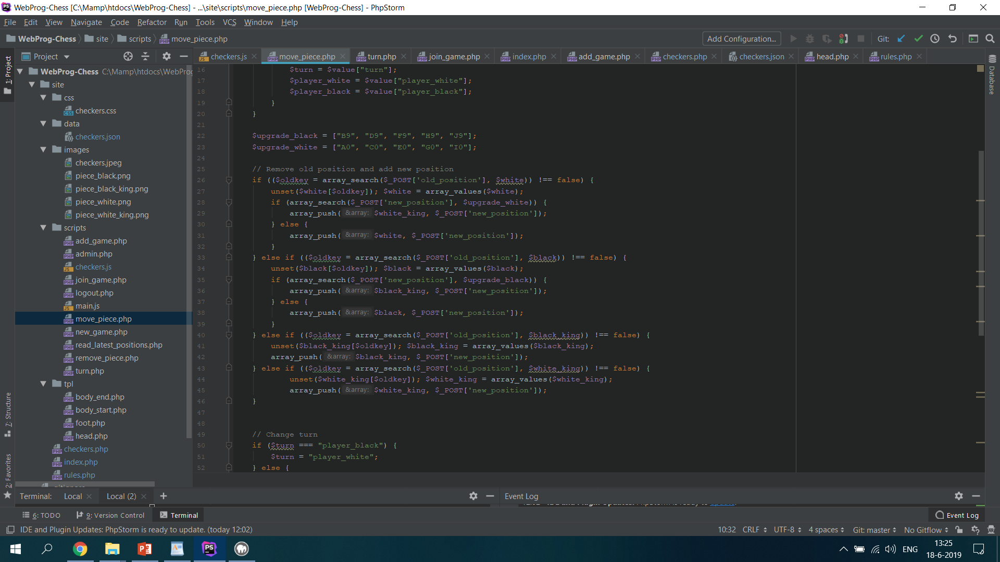 WebProg-Chess [C:\Mamp\htdocs\WebProg-Chess] - ...\site\scripts\move_piece.php [WebProg-Chess] - PhpStorm
File Edit View Navigate Code Refactor Run Tools VCS Window Help
WebProg-Chess site scripts move_piece.php Add Configuration... Git:
Project checkers.js move_piece.php turn.php join_game.php index.php add_game.php checkers.php checkers.json head.php rules.php
1: Project
7: Structure
2: Favorites
Database
WebProg-Chess C:\Mamp\htdocs\WebProg
site
css
checkers.css
data
checkers.json
images
checkers.jpeg
piece_black.png
piece_black_king.png
piece_white.png
piece_white_king.png
scripts
add_game.php
admin.php
checkers.js
join_game.php
logout.php
main.js
move_piece.php
new_game.php
read_latest_positions.php
remove_piece.php
turn.php
tpl
body_end.php
body_start.php
foot.php
head.php
checkers.php
index.php
rules.php
.gitignore
16 $turn = $value["turn"];
17 $player_white = $value["player_white"];
18 $player_black = $value["player_black"];
19 }
20 }
21
22 $upgrade_black = ["B9", "D9", "F9", "H9", "J9"];
23 $upgrade_white = ["A0", "C0", "E0", "G0", "I0"];
24
25 // Remove old position and add new position
26 if (($oldkey = array_search($_POST['old_position'], $white)) !== false) {
27 unset($white[$oldkey]); $white = array_values($white);
28 if (array_search($_POST['new_position'], $upgrade_white)) {
29 array_push( &array: $white_king, $_POST['new_position']);
30 } else {
31 array_push( &array: $white, $_POST['new_position']);
32 }
33 } else if (($oldkey = array_search($_POST['old_position'], $black)) !== false) {
34 unset($black[$oldkey]); $black = array_values($black);
35 if (array_search($_POST['new_position'], $upgrade_black)) {
36 array_push( &array: $black_king, $_POST['new_position']);
37 } else {
38 array_push( &array: $black, $_POST['new_position']);
39 }
40 } else if (($oldkey = array_search($_POST['old_position'], $black_king)) !== false) {
41 unset($black_king[$oldkey]); $black_king = array_values($black_king);
42 array_push( &array: $black_king, $_POST['new_position']);
43 } else if (($oldkey = array_search($_POST['old_position'], $white_king)) !== false) {
44 unset($white_king[$oldkey]); $white_king = array_values($white_king);
45 array_push( &array: $white_king, $_POST['new_position']);
46 }
47
48
49 // Change turn
50 if ($turn === "player_black") {
51 $turn = "player_white";
52 } else {
Terminal: Local Local (2) + Event Log
12:02 IDE and Plugin Updates: PhpStorm is ready to update.
6: TODO 9: Version Control Terminal Event Log
IDE and Plugin Updates: PhpStorm is ready to update. (today 12:02) 10:32 CRLF UTF-8 4 spaces Git: master No Gitflow
ENG
13:25
18-6-2019